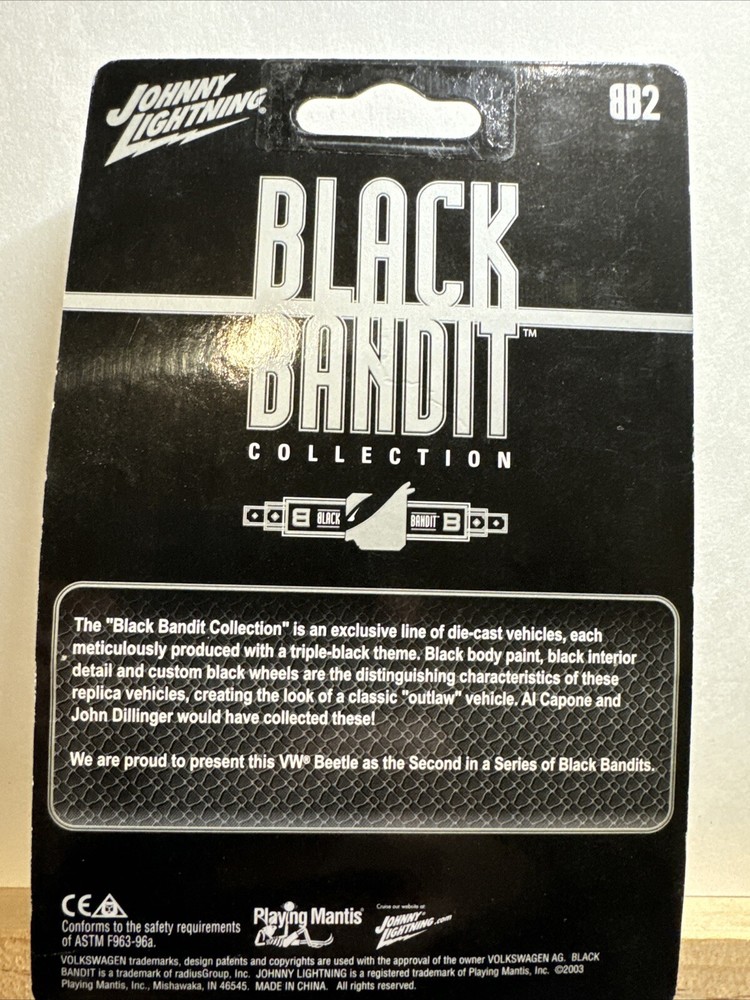 JOHNNY LIGHTNING®
BB2
BLACK
BANDIT™
COLLECTION
B BLACK BANDIT B
The "Black Bandit Collection" is an exclusive line of die-cast vehicles, each
meticulously produced with a triple-black theme. Black body paint, black interior
detail and custom black wheels are the distinguishing characteristics of these
replica vehicles, creating the look of a classic "outlaw" vehicle. Al Capone and
John Dillinger would have collected these!
We are proud to present this VW® Beetle as the Second in a Series of Black Bandits.
CE
Conforms to the safety requirements
of ASTM F963-96a.
Playing Mantis®
Cruise our website at
JOHNNY LIGHTNING.com
VOLKSWAGEN trademarks, design patents and copyrights are used with the approval of the owner VOLKSWAGEN AG. BLACK
BANDIT is a trademark of radiusGroup, Inc. JOHNNY LIGHTNING is a registered trademark of Playing Mantis, Inc. ©2003
Playing Mantis, Inc., Mishawaka, IN 46545. MADE IN CHINA. All rights reserved.